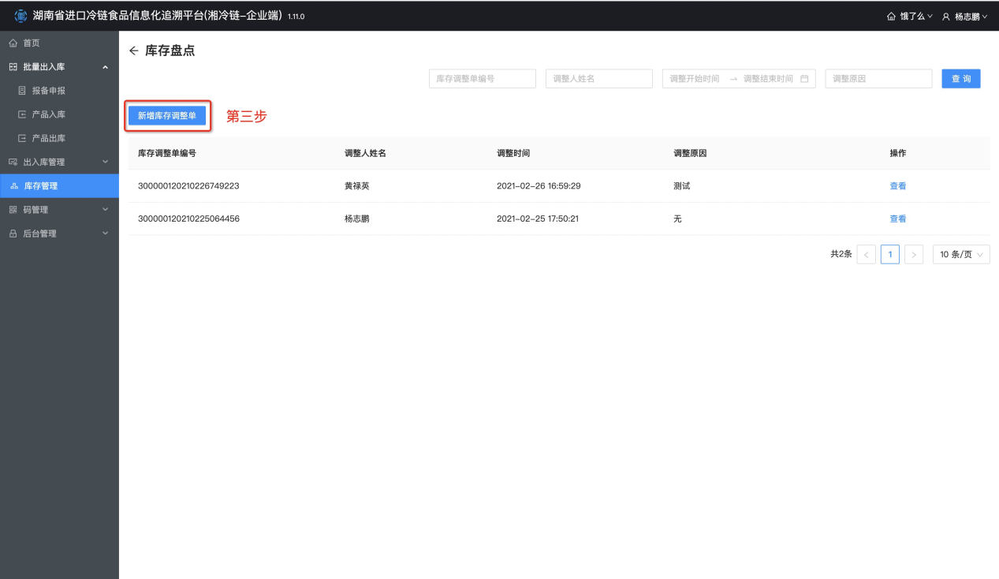 湖南省进口冷链食品信息化追溯平台(湘冷链-企业端) 1.11.0
饿了么 杨志鹏
首页
批量出入库
报备申报
产品入库
产品出库
出入库管理
库存管理
码管理
后台管理
← 库存盘点
库存调整单编号 调整人姓名 调整开始时间 → 调整结束时间 调整原因 查 询
新增库存调整单 第三步
库存调整单编号 调整人姓名 调整时间 调整原因 操作
300000120210226749223 黄禄英 2021-02-26 16:59:29 测试 查看
300000120210225064456 杨志鹏 2021-02-25 17:50:21 无 查看
共2条 < 1 > 10 条/页